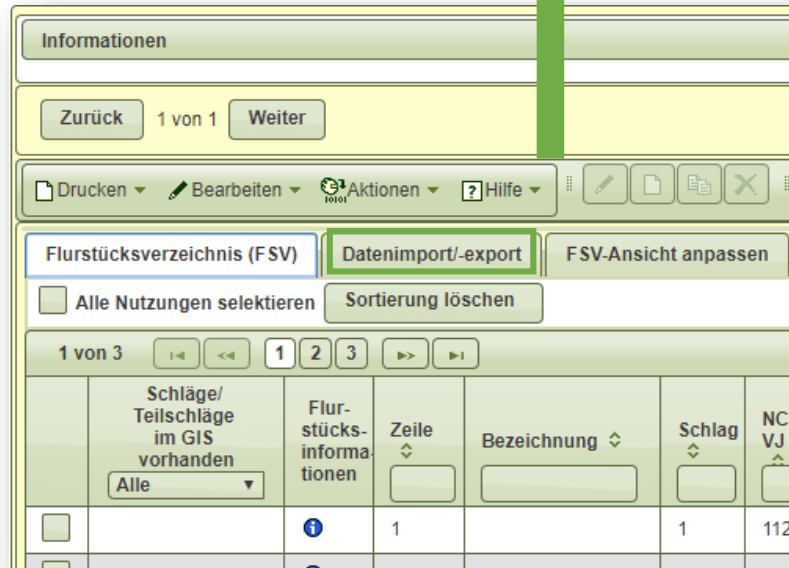 Informationen
Zurück 1 von 1 Weiter
Drucken Bearbeiten Aktionen Hilfe
Flurstücksverzeichnis (FSV) Datenimport/-export FSV-Ansicht anpassen
Alle Nutzungen selektieren Sortierung löschen
1 von 3 1 2 3
Schläge/
Teilschläge
im GIS
vorhanden
Alle
Flur-
stücks-
informa-
tionen
Zeile
Bezeichnung
Schlag
NC
VJ
1 1 112